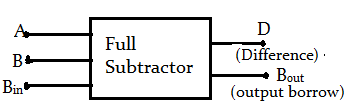 A
B
Bin
Full
Subtractor
D
(Difference)
Bout
(output borrow)